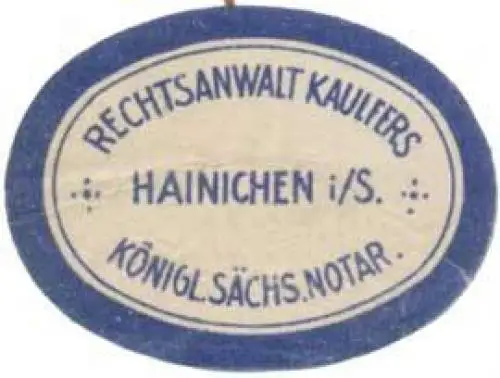 RECHTSANWALT KAULFERS
HAINICHEN i/S.
KÖNIGL.SÄCHS.NOTAR.